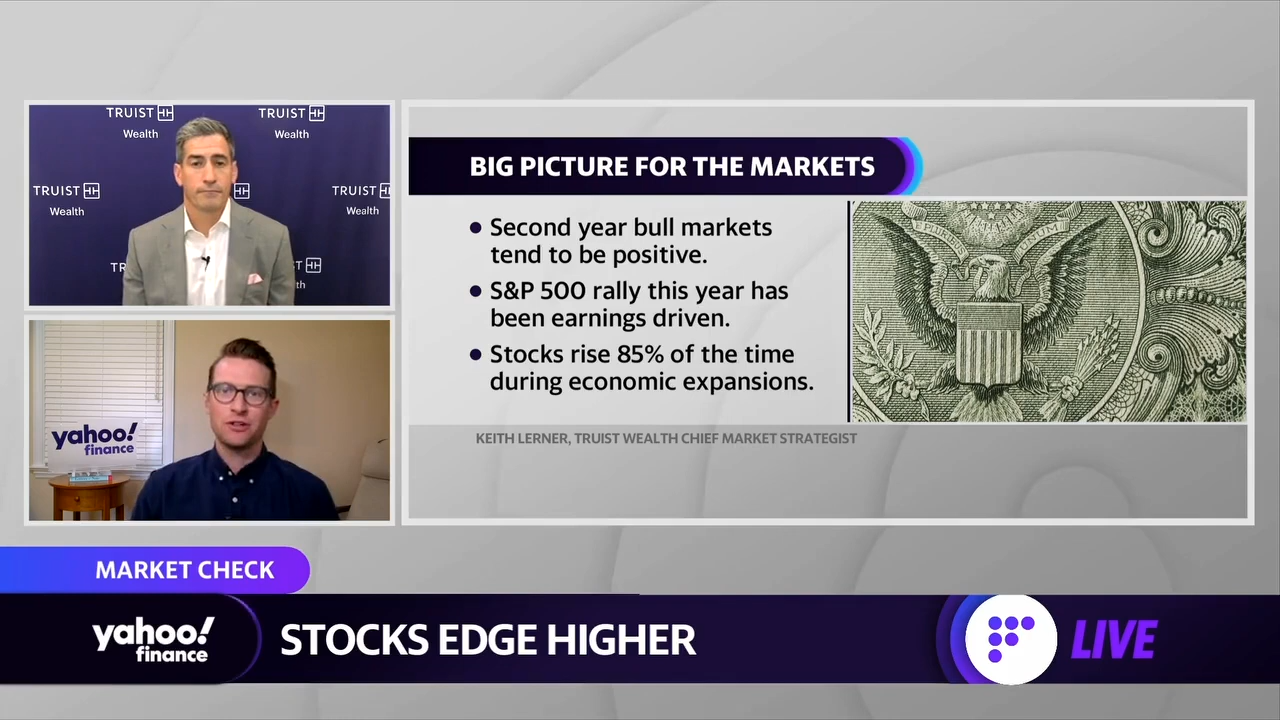 TRUIST
Wealth
TRUIST
Wealth
TRUIST
Wealth
TRUIST
Wealth
yahoo!
finance
BIG PICTURE FOR THE MARKETS
• Second year bull markets
tend to be positive.
• S&P 500 rally this year has
been earnings driven.
• Stocks rise 85% of the time
during economic expansions.
KEITH LERNER, TRUIST WEALTH CHIEF MARKET STRATEGIST
MARKET CHECK
yahoo!
finance
STOCKS EDGE HIGHER
LIVE